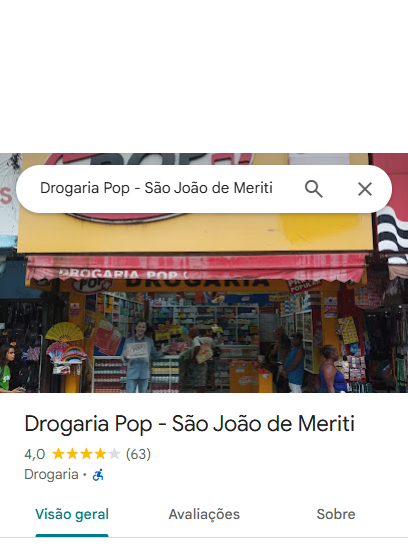 Drogaria Pop - São João de Meriti
DROGARIA POP
DROGARIA
Drogaria Pop - São João de Meriti
4,0 (63)
Drogaria ·
Visão geral Avaliações Sobre